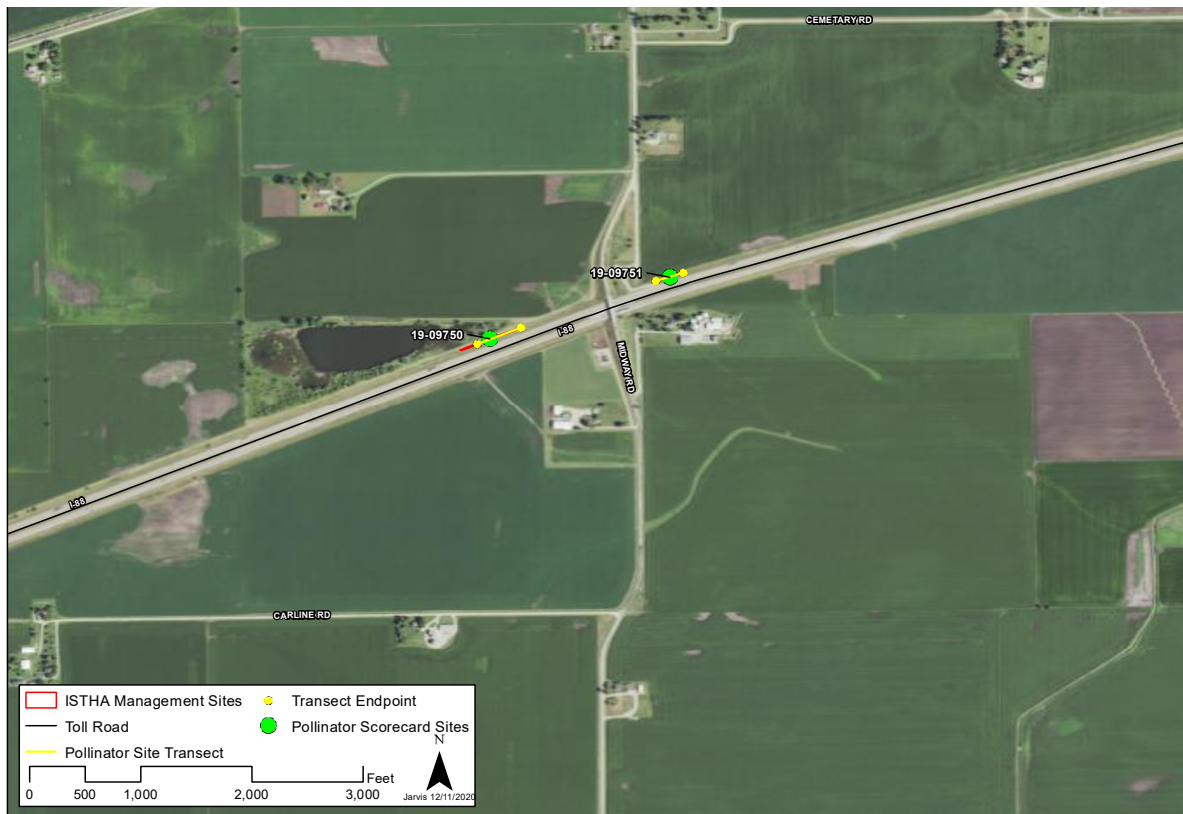 CEMETARY RD
19-09751
19-09750
I-88
MIDWAY RD
I-88
CARLINE RD
ISTHA Management Sites
Transect Endpoint
Toll Road
Pollinator Scorecard Sites
Pollinator Site Transect
N
Feet
0 500 1,000 2,000 3,000
Jarvis 12/11/2020